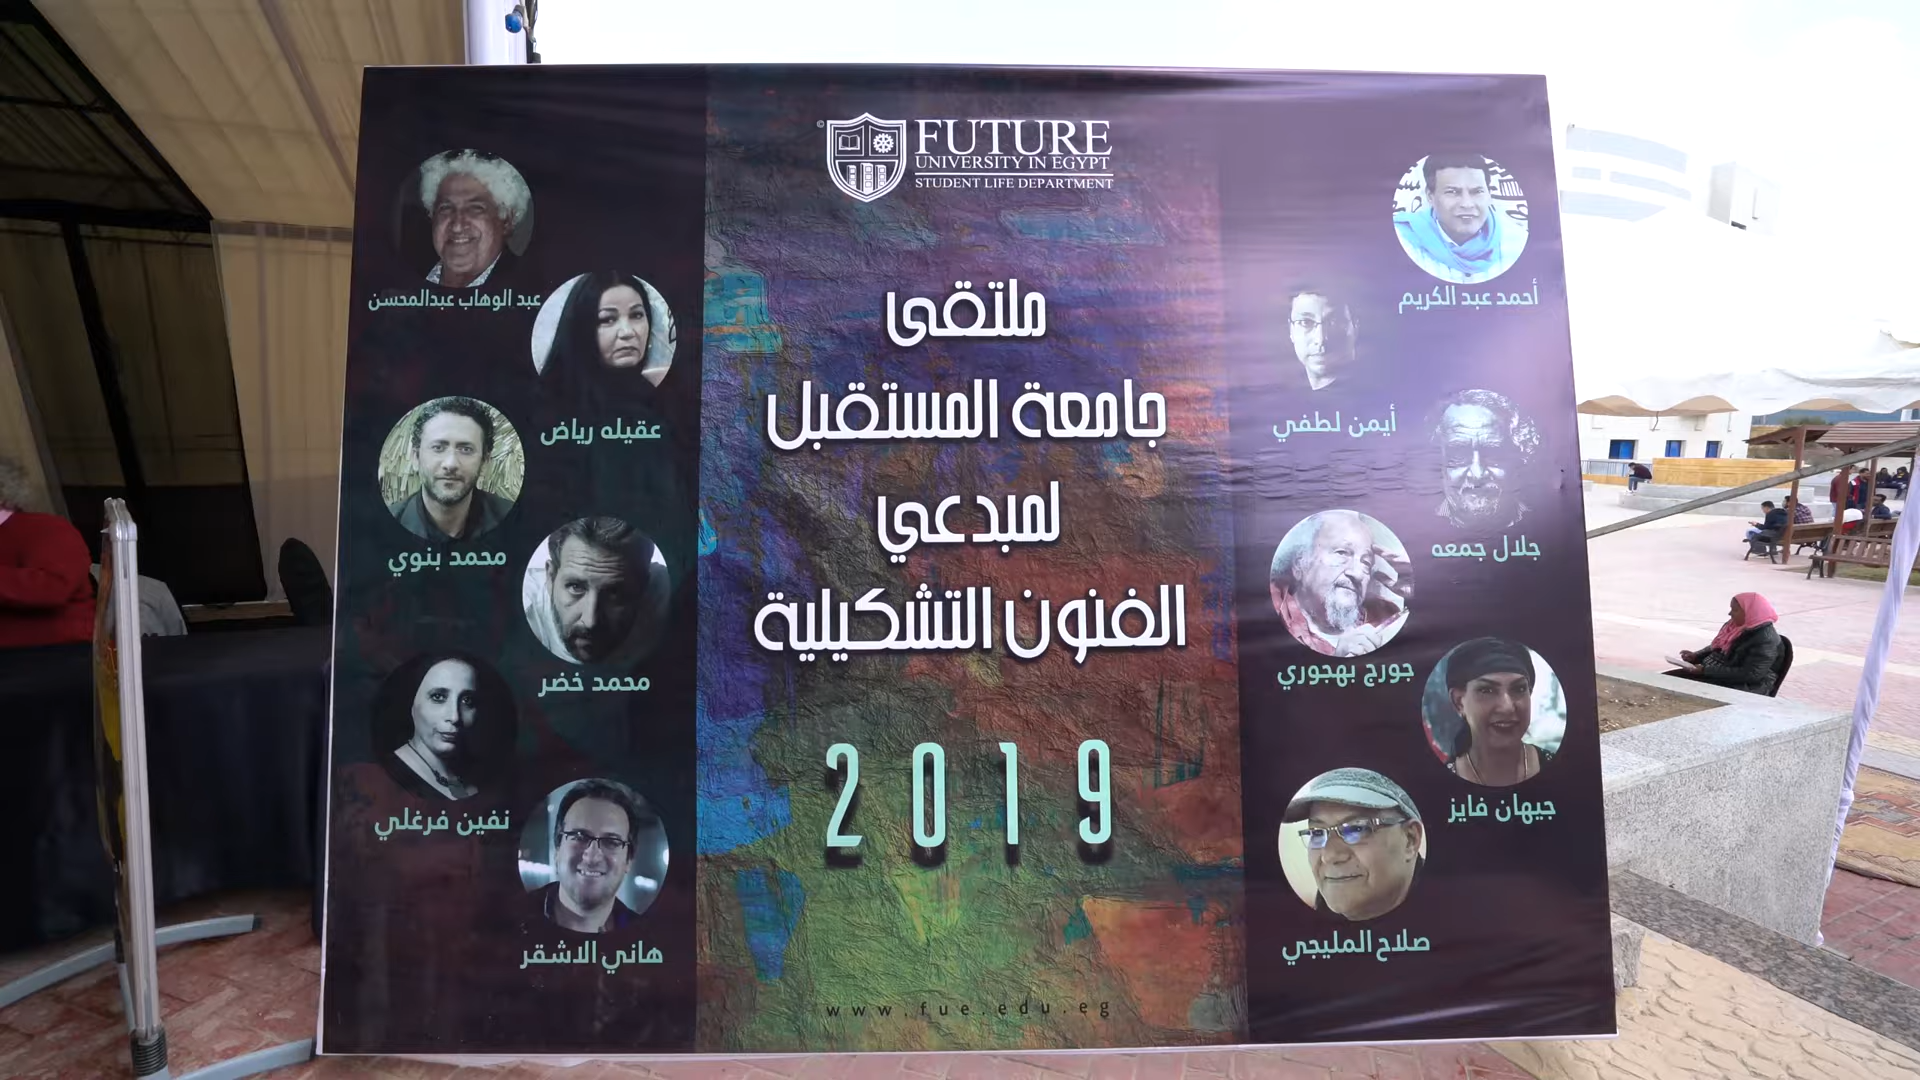 ©
FUTURE
UNIVERSITY IN EGYPT
STUDENT LIFE DEPARTMENT
ملتقى
جامعة المستقبل
لمبدعي
الفنون التشكيلية
2019
www.fue.edu.eg
أحمد عبد الكريم
أيمن لطفي
جلال جمعه
جورج بهجوري
جيهان فايز
صلاح المليجي
عبد الوهاب عبدالمحسن
عقيله رياض
محمد بنوي
محمد خضر
نفين فرغلي
هاني الاشقر